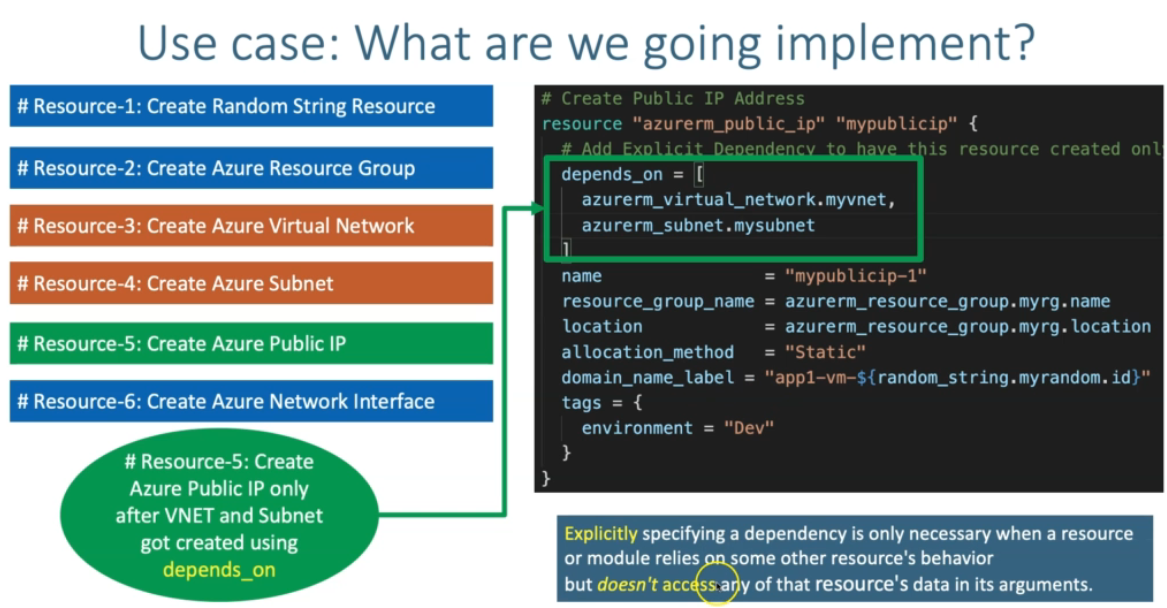 Use case: What are we going implement?
# Resource-1: Create Random String Resource
# Resource-2: Create Azure Resource Group
# Resource-3: Create Azure Virtual Network
# Resource-4: Create Azure Subnet
# Resource-5: Create Azure Public IP
# Resource-6: Create Azure Network Interface
# Resource-5: Create
Azure Public IP only
after VNET and Subnet
got created using
depends_on
# Create Public IP Address
resource "azurerm_public_ip" "mypublicip" {
# Add Explicit Dependency to have this resource created onl
depends_on = [
azurerm_virtual_network.myvnet,
azurerm_subnet.mysubnet
]
name = "mypublicip-1"
resource_group_name = azurerm_resource_group.myrg.name
location = azurerm_resource_group.myrg.location
allocation_method = "Static"
domain_name_label = "app1-vm-${random_string.myrandom.id}"
tags = {
environment = "Dev"
}
}
Explicitly specifying a dependency is only necessary when a resource
or module relies on some other resource's behavior
but doesn't access any of that resource's data in its arguments.